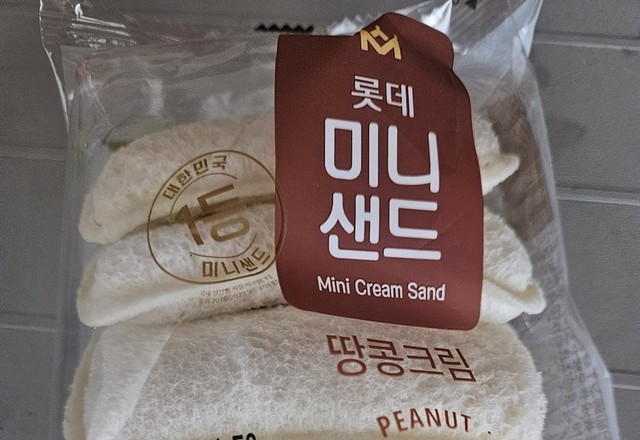 롯데
미니
샌드
Mini Cream Sand
대한민국
1등
미니샌드
땅콩크림
PEANUT